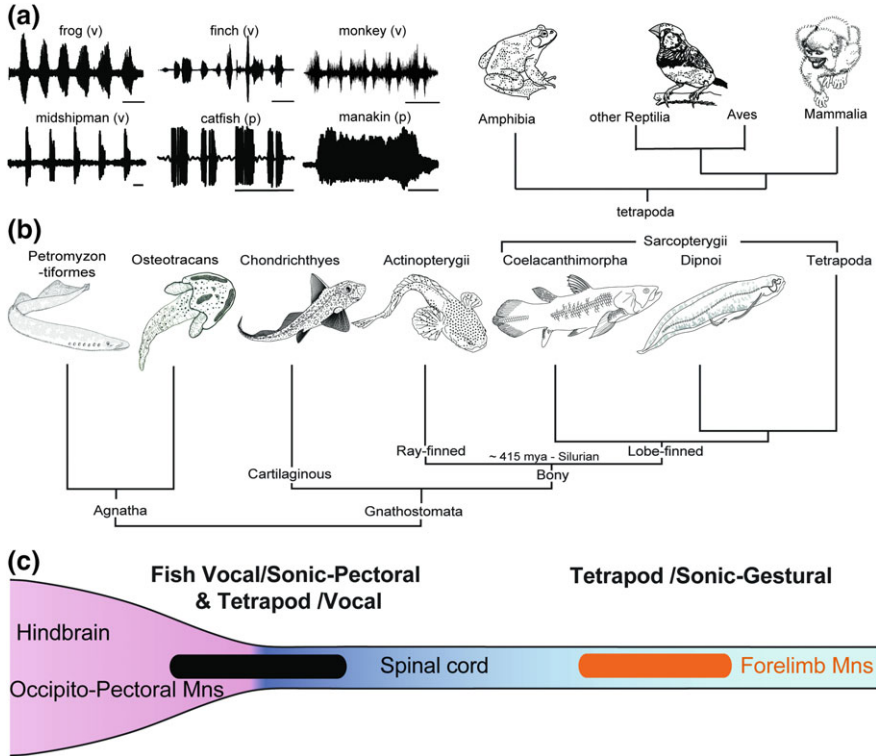 (a)
frog (v)
finch (v)
monkey (v)
midshipman (v)
catfish (p)
manakin (p)
Amphibia
other Reptilia
Aves
Mammalia
tetrapoda
(b)
Sarcopterygii
Petromyzon
-tiformes
Osteotracans
Chondrichthyes
Actinopterygii
Coelacanthimorpha
Dipnoi
Tetrapoda
Ray-finned
~ 415 mya - Silurian
Lobe-finned
Cartilaginous
Bony
Agnatha
Gnathostomata
(c)
Fish Vocal/Sonic-Pectoral
& Tetrapod /Vocal
Tetrapod /Sonic-Gestural
Hindbrain
Spinal cord
Forelimb Mns
Occipito-Pectoral Mns